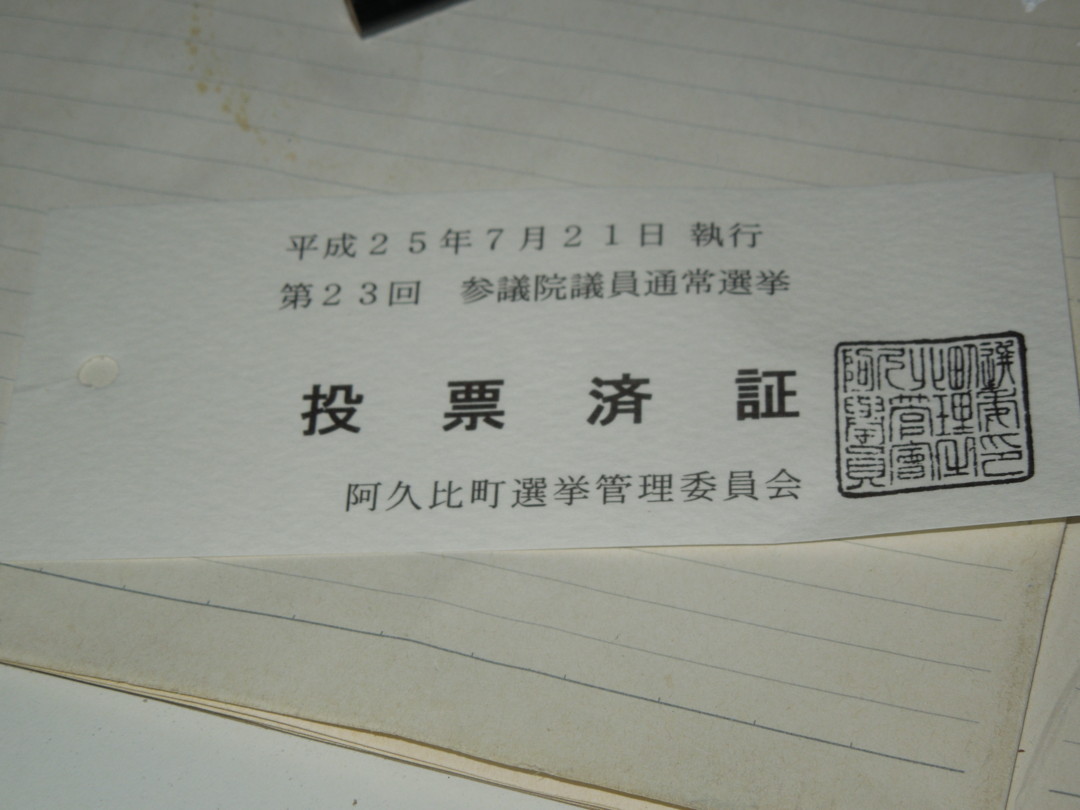 平成２５年７月２１日 執行
第２３回　参議院議員通常選挙
投票済証
阿久比町選挙管理委員会